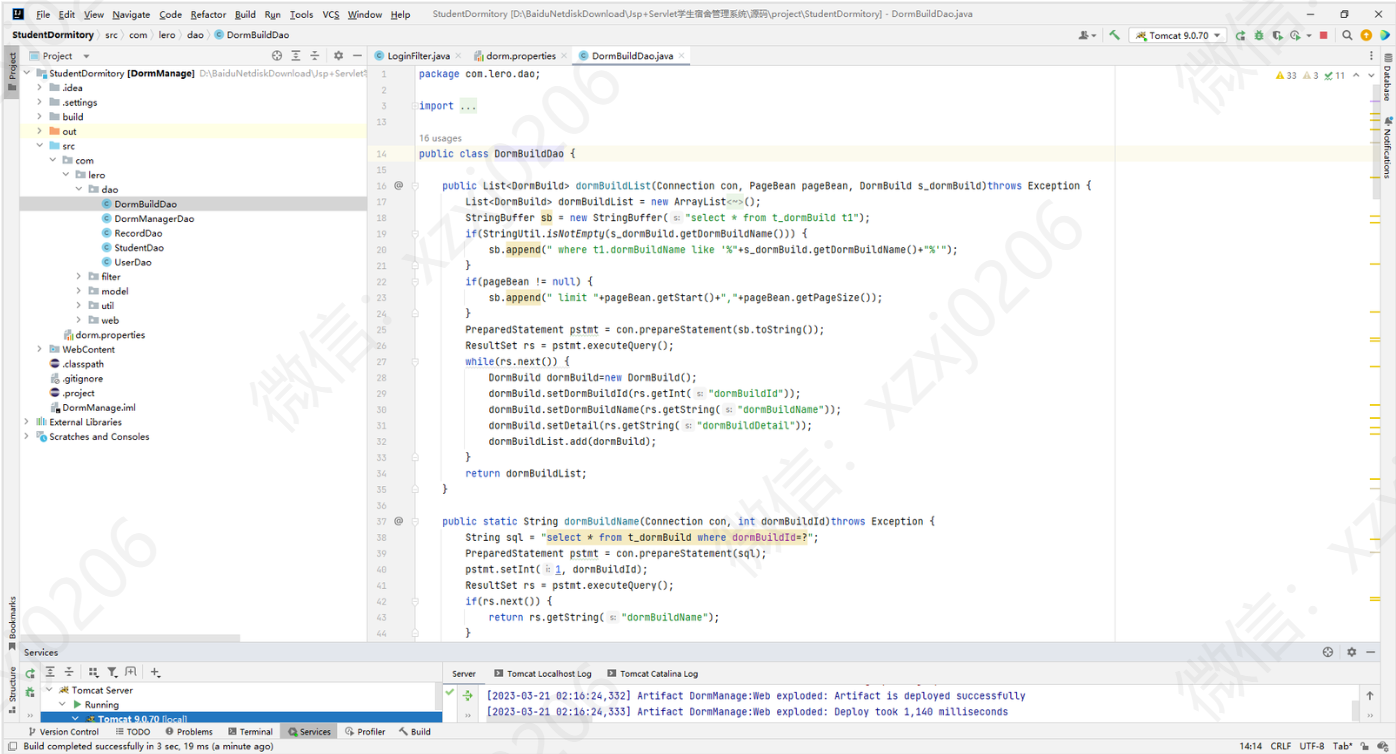 File Edit View Navigate Code Refactor Build Run Tools VCS Window Help StudentDormitory [D:\BaiduNetdiskDownload\Jsp+Servlet学生宿舍管理系统\源码\project\StudentDormitory] - DormBuildDao.java
StudentDormitory src com lero dao DormBuildDao Tomcat 9.0.70
Project LoginFilter.java dorm.properties DormBuildDao.java
StudentDormitory [DormManage] D:\BaiduNetdiskDownload\Jsp+Servlet
.idea
.settings
build
out
src
com
lero
dao
DormBuildDao
DormManagerDao
RecordDao
StudentDao
UserDao
filter
model
util
web
dorm.properties
WebContent
.classpath
.gitignore
.project
DormManage.iml
External Libraries
Scratches and Consoles
33 3 11
1 package com.lero.dao;
2
3 import ...
13
16 usages
14 public class DormBuildDao {
15
16 @ public List<DormBuild> dormBuildList(Connection con, PageBean pageBean, DormBuild s_dormBuild)throws Exception {
17 List<DormBuild> dormBuildList = new ArrayList<~>();
18 StringBuffer sb = new StringBuffer( s: "select * from t_dormBuild t1");
19 if(StringUtil.isNotEmpty(s_dormBuild.getDormBuildName())) {
20 sb.append(" where t1.dormBuildName like '%"+s_dormBuild.getDormBuildName()+"%'");
21 }
22 if(pageBean != null) {
23 sb.append(" limit "+pageBean.getStart()+","+pageBean.getPageSize());
24 }
25 PreparedStatement pstmt = con.prepareStatement(sb.toString());
26 ResultSet rs = pstmt.executeQuery();
27 while(rs.next()) {
28 DormBuild dormBuild=new DormBuild();
29 dormBuild.setDormBuildId(rs.getInt( s: "dormBuildId"));
30 dormBuild.setDormBuildName(rs.getString( s: "dormBuildName"));
31 dormBuild.setDetail(rs.getString( s: "dormBuildDetail"));
32 dormBuildList.add(dormBuild);
33 }
34 return dormBuildList;
35 }
36
37 @ public static String dormBuildName(Connection con, int dormBuildId)throws Exception {
38 String sql = "select * from t_dormBuild where dormBuildId=?";
39 PreparedStatement pstmt = con.prepareStatement(sql);
40 pstmt.setInt( i: 1, dormBuildId);
41 ResultSet rs = pstmt.executeQuery();
42 if(rs.next()) {
43 return rs.getString( s: "dormBuildName");
44 }
Project
Bookmarks
Structure
Database
Notifications
Services
Server Tomcat Localhost Log Tomcat Catalina Log
Tomcat Server
Running
Tomcat 9.0.70 [local]
[2023-03-21 02:16:24,332] Artifact DormManage:Web exploded: Artifact is deployed successfully
[2023-03-21 02:16:24,333] Artifact DormManage:Web exploded: Deploy took 1,140 milliseconds
Version Control TODO Problems Terminal Services Profiler Build
Build completed successfully in 3 sec, 19 ms (a minute ago) 14:14 CRLF UTF-8 Tab*
微信：xzxj0206
微信：xzxj0206